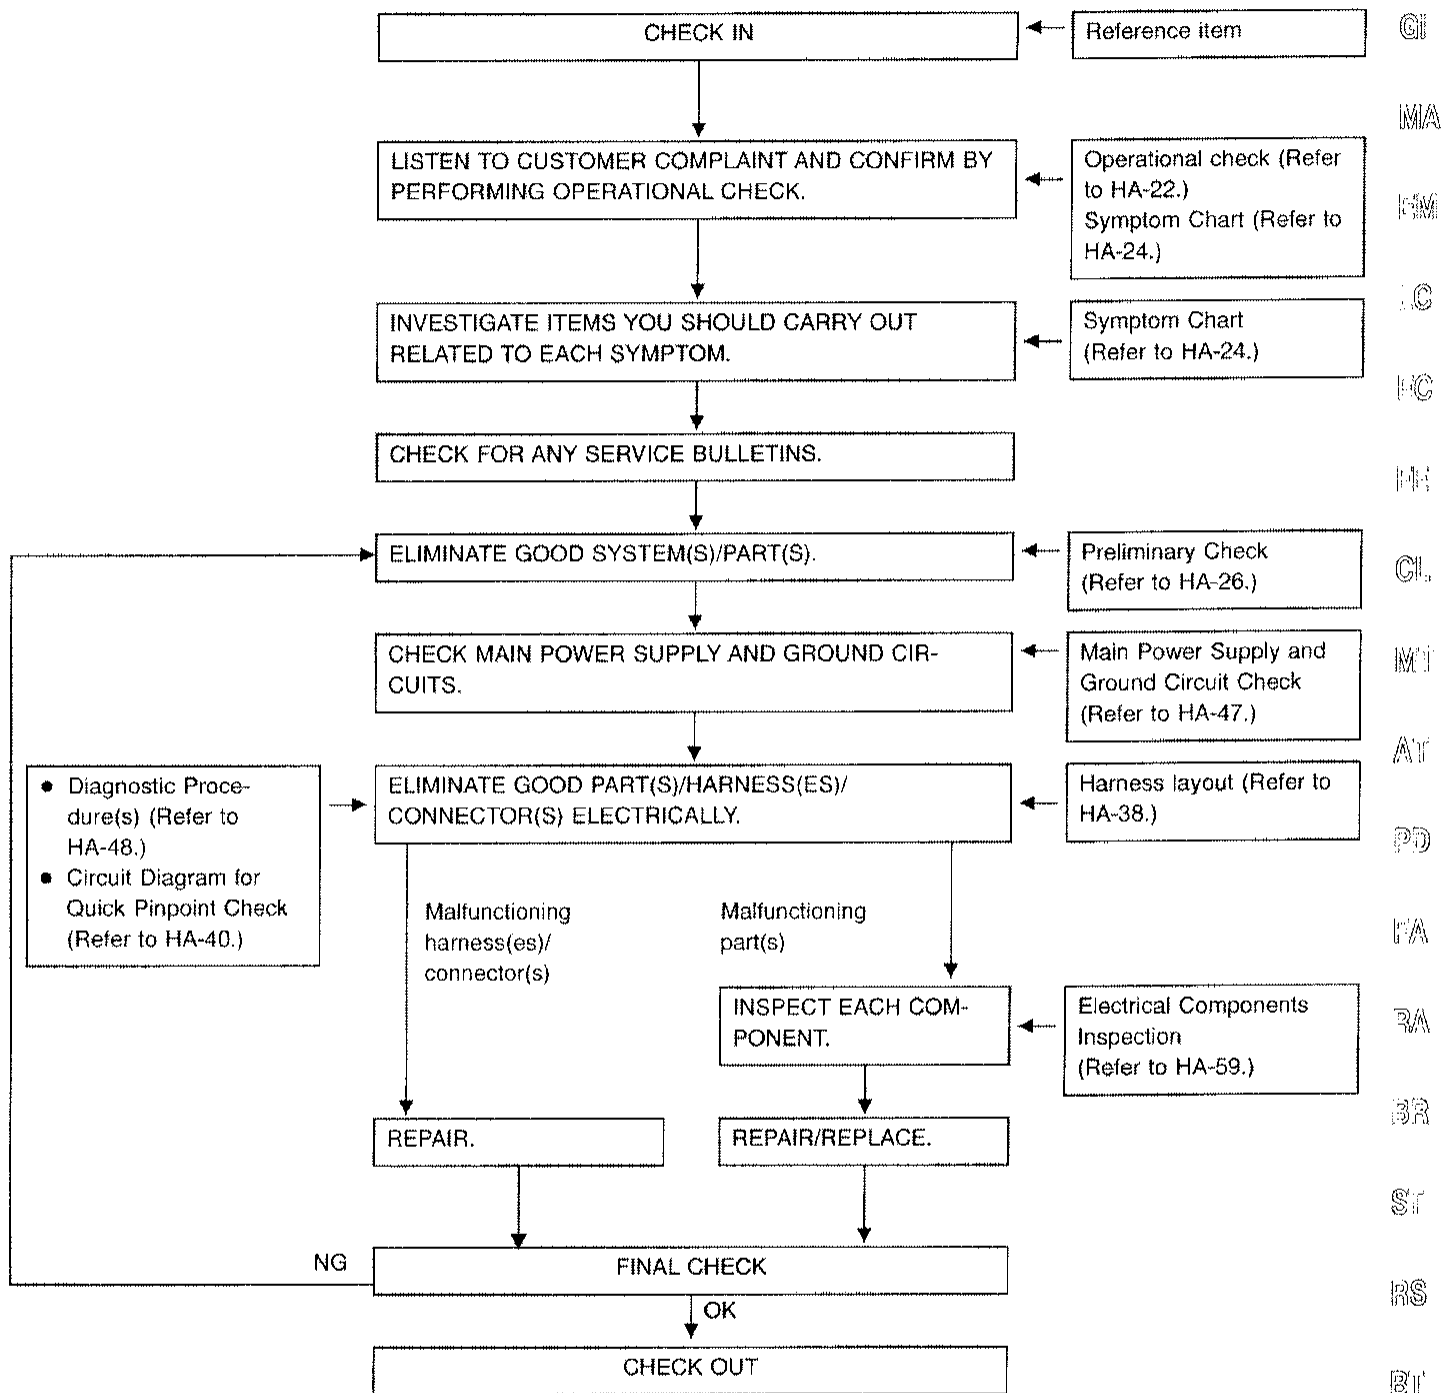 CHECK IN
Reference item
LISTEN TO CUSTOMER COMPLAINT AND CONFIRM BY
PERFORMING OPERATIONAL CHECK.
Operational check (Refer
to HA-22.)
Symptom Chart (Refer to
HA-24.)
INVESTIGATE ITEMS YOU SHOULD CARRY OUT
RELATED TO EACH SYMPTOM.
Symptom Chart
(Refer to HA-24.)
CHECK FOR ANY SERVICE BULLETINS.
ELIMINATE GOOD SYSTEM(S)/PART(S).
Preliminary Check
(Refer to HA-26.)
CHECK MAIN POWER SUPPLY AND GROUND CIR-
CUITS.
Main Power Supply and
Ground Circuit Check
(Refer to HA-47.)
● Diagnostic Proce-
dure(s) (Refer to
HA-48.)
● Circuit Diagram for
Quick Pinpoint Check
(Refer to HA-40.)
ELIMINATE GOOD PART(S)/HARNESS(ES)/
CONNECTOR(S) ELECTRICALLY.
Harness layout (Refer to
HA-38.)
Malfunctioning
harness(es)/
connector(s)
Malfunctioning
part(s)
INSPECT EACH COM-
PONENT.
Electrical Components
Inspection
(Refer to HA-59.)
REPAIR.
REPAIR/REPLACE.
NG
FINAL CHECK
OK
CHECK OUT
GI
MA
EM
LC
EC
FE
CL
MT
AT
PD
FA
RA
BR
ST
RS
BT